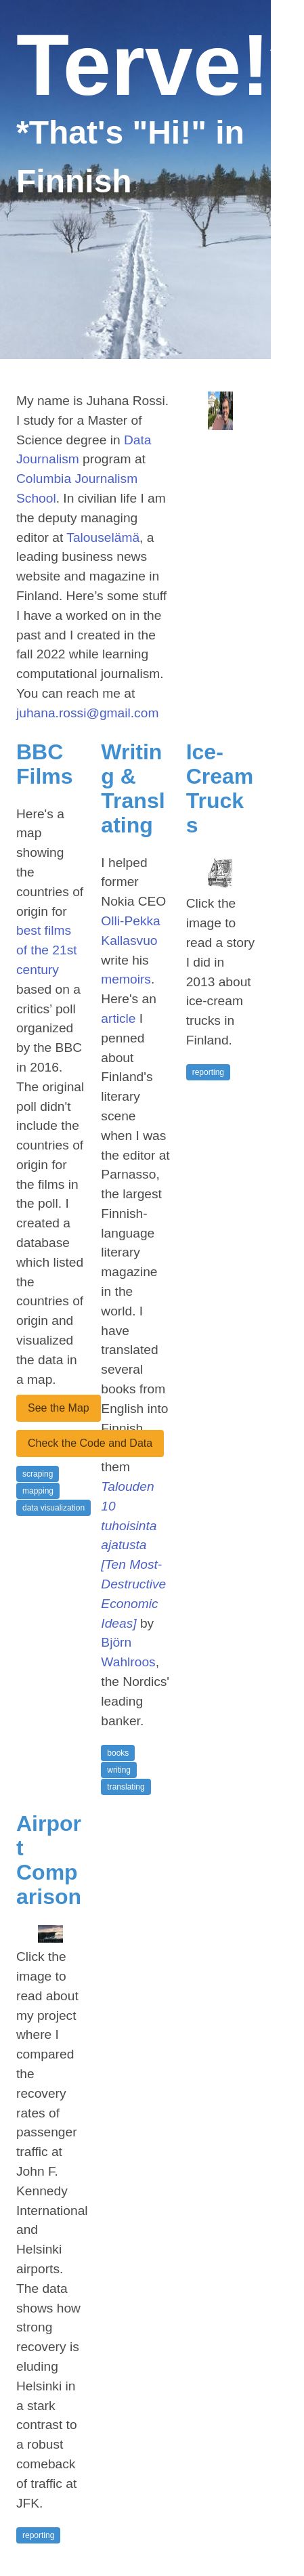 Terve!
*That's "Hi!" in
Finnish
My name is Juhana Rossi.
I study for a Master of
Science degree in Data
Journalism program at
Columbia Journalism
School. In civilian life I am
the deputy managing
editor at Talouselämä, a
leading business news
website and magazine in
Finland. Here's some stuff
I have a worked on in the
past and I created in the
fall 2022 while learning
computational journalism.
You can reach me at
juhana.rossi@gmail.com
BBC
Films
Here's a
map
showing
the
countries of
origin for
best films
of the 21st
century
based on a
critics’ poll
organized
by the BBC
in 2016.
The original
poll didn't
include the
countries of
origin for
the films in
the poll. I
created a
database
which listed
the
countries of
origin and
visualized
the data in
a map.
See the Map
Check the Code and Data
scraping
mapping
data visualization
Writin
g &
Transl
ating
I helped
former
Nokia CEO
Olli-Pekka
Kallasvuo
write his
memoirs.
Here's an
article I
penned
about
Finland's
literary
scene
when I was
the editor at
Parnasso,
the largest
Finnish-
language
literary
magazine
in the
world. I
have
translated
several
books from
English into
Finnish
them
Talouden
10
tuhoisinta
ajatusta
[Ten Most-
Destructive
Economic
Ideas] by
Björn
Wahlroos,
the Nordics'
leading
banker.
books
writing
translating
Ice-
Cream
Truck
s
Click the
image to
read a story
I did in
2013 about
ice-cream
trucks in
Finland.
reporting
Airpor
t
Comp
arison
Click the
image to
read about
my project
where I
compared
the
recovery
rates of
passenger
traffic at
John F.
Kennedy
International
and
Helsinki
airports.
The data
shows how
strong
recovery is
eluding
Helsinki in
a stark
contrast to
a robust
comeback
of traffic at
JFK.
reporting